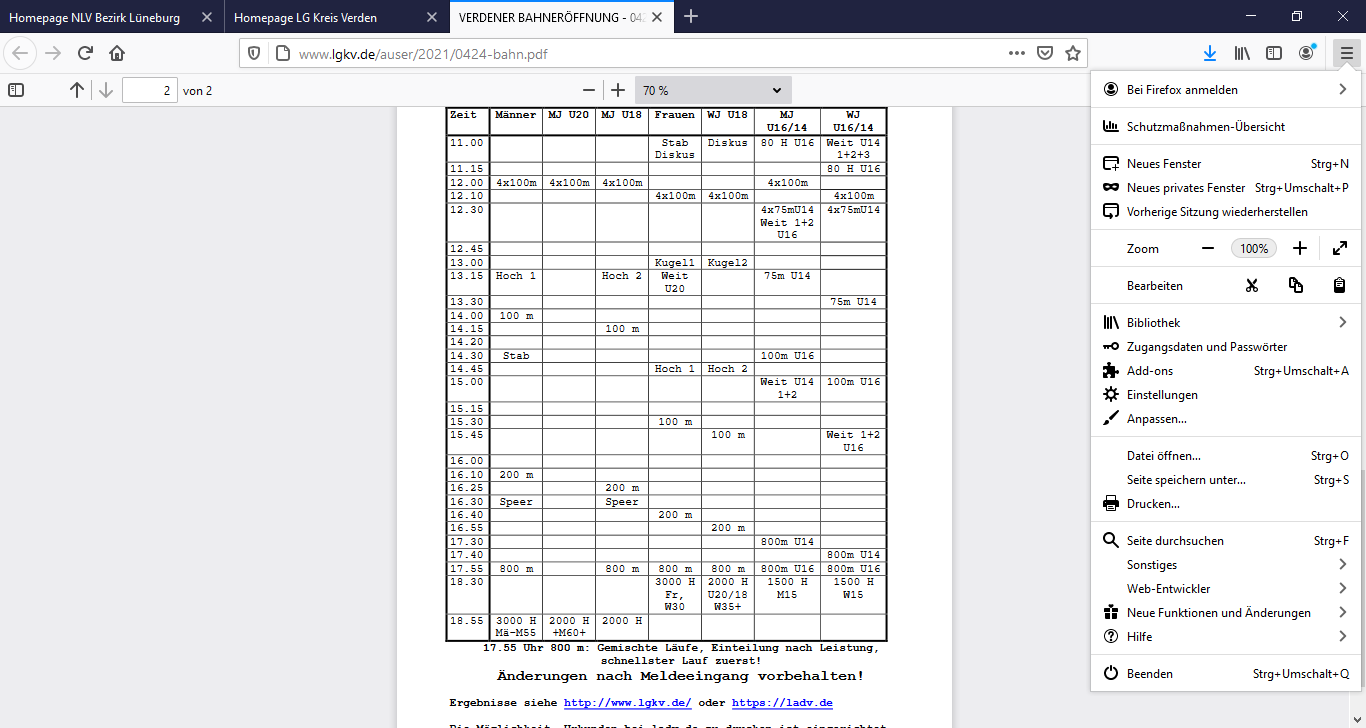 Homepage NLV Bezirk Lüneburg
Homepage LG Kreis Verden
VERDENER BAHNERÖFFNUNG - 042
www.lgkv.de/auser/2021/0424-bahn.pdf
2 von 2
70 %
Zeit Männer MJ U20 MJ U18 Frauen WJ U18 MJ WJ
U16/14 U16/14
11.00 Stab Diskus 80 H U16 Weit U14
Diskus 1+2+3
11.15 80 H U16
12.00 4x100m 4x100m 4x100m 4x100m
12.10 4x100m 4x100m 4x100m
12.30 4x75mU14 4x75mU14
Weit 1+2
U16
12.45
13.00 Kugel1 Kugel2
13.15 Hoch 1 Hoch 2 Weit 75m U14
U20
13.30 75m U14
14.00 100 m
14.15 100 m
14.20
14.30 Stab 100m U16
14.45 Hoch 1 Hoch 2
15.00 Weit U14 100m U16
1+2
15.15
15.30 100 m
15.45 100 m Weit 1+2
U16
16.00
16.10 200 m
16.25 200 m
16.30 Speer Speer
16.40 200 m
16.55 200 m
17.30 800m U14
17.40 800m U14
17.55 800 m 800 m 800 m 800 m 800m U16 800m U16
18.30 3000 H 2000 H 1500 H 1500 H
Fr, U20/18 M15 W15
W30 W35+
18.55 3000 H 2000 H 2000 H
Mä-M55 +M60+
17.55 Uhr 800 m: Gemischte Läufe, Einteilung nach Leistung,
schnellster Lauf zuerst!
Änderungen nach Meldeeingang vorbehalten!
Ergebnisse siehe http://www.lgkv.de/ oder https://ladv.de
Die Möglichkeit, Urkunden bei ladv.de zu drucken ist eingerichtet
Bei Firefox anmelden
Schutzmaßnahmen-Übersicht
Neues Fenster Strg+N
Neues privates Fenster Strg+Umschalt+P
Vorherige Sitzung wiederherstellen
Zoom 100%
Bearbeiten
Bibliothek
Zugangsdaten und Passwörter
Add-ons Strg+Umschalt+A
Einstellungen
Anpassen...
Datei öffnen... Strg+O
Seite speichern unter... Strg+S
Drucken...
Seite durchsuchen Strg+F
Sonstiges
Web-Entwickler
Neue Funktionen und Änderungen
Hilfe
Beenden Strg+Umschalt+Q